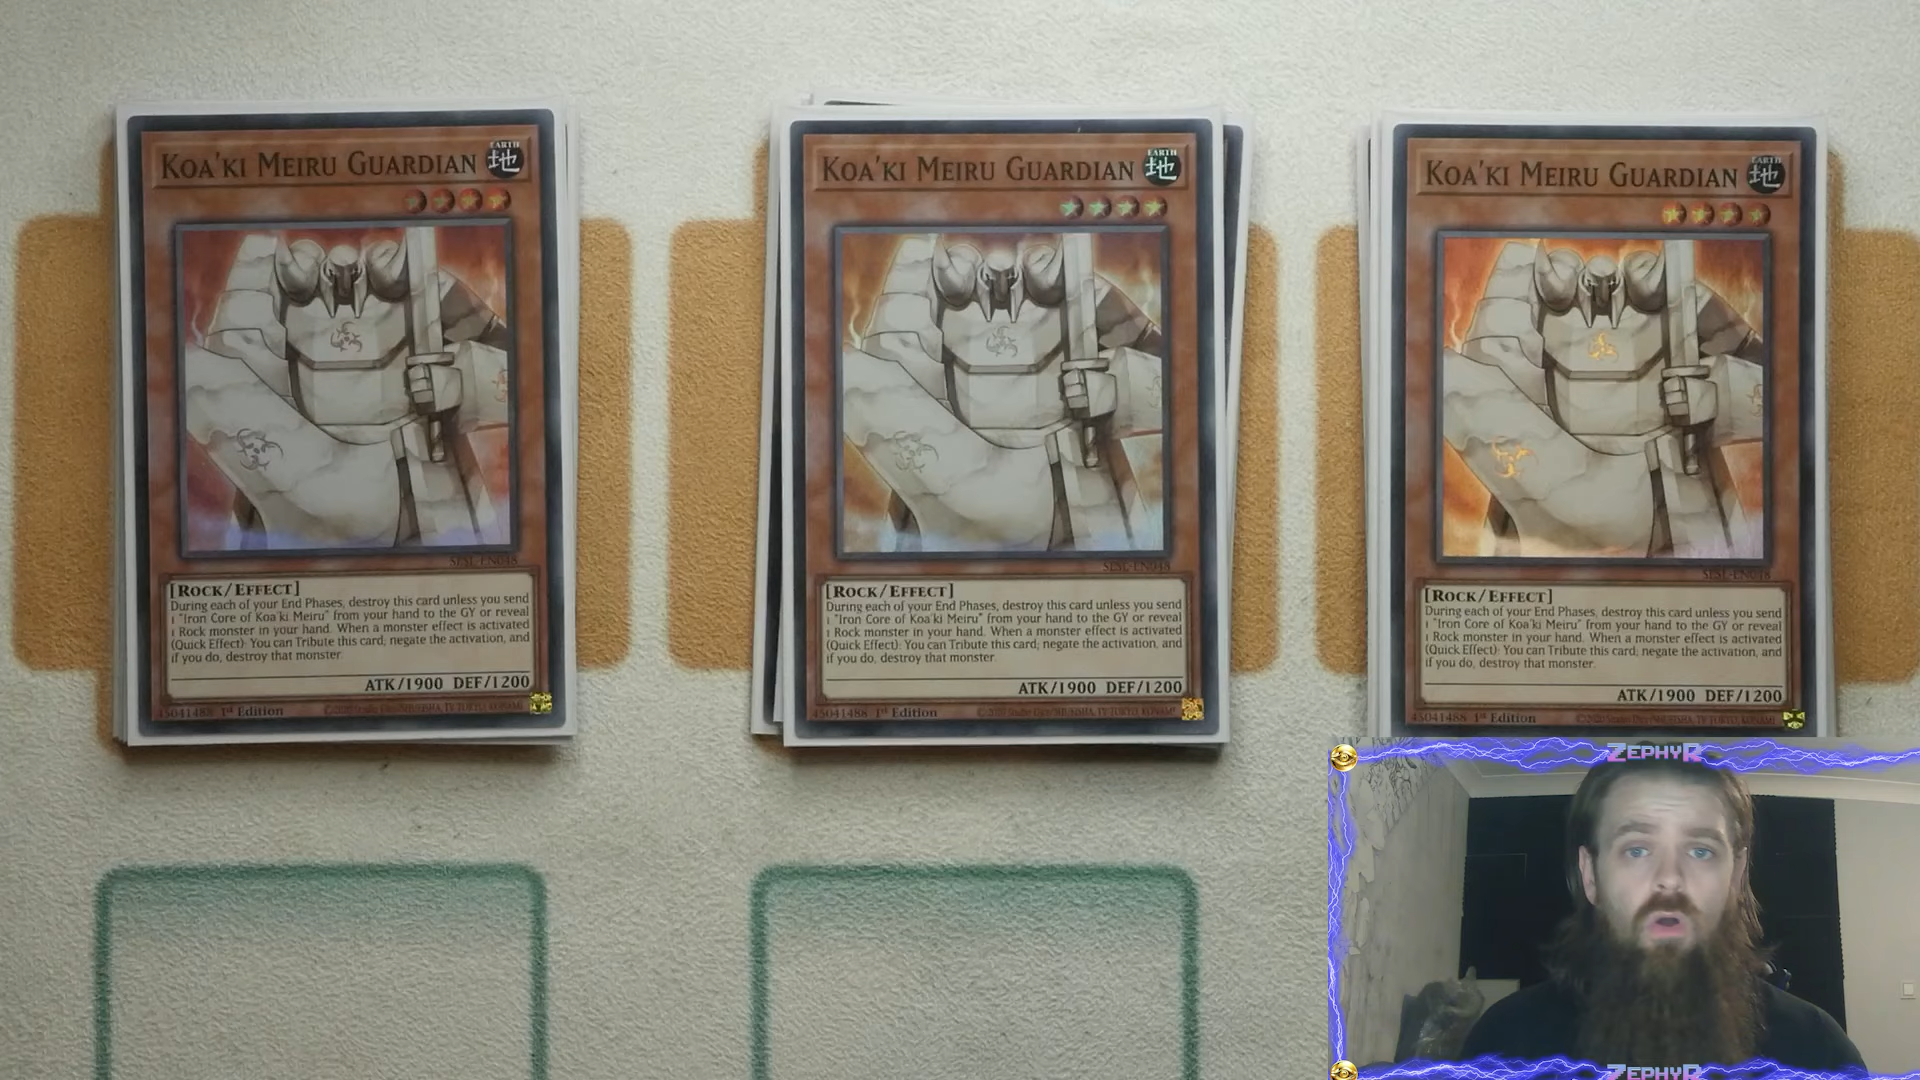 KOA'KI MEIRU GUARDIAN
EARTH
地
SESL-EN048
[ROCK/EFFECT]
During each of your End Phases, destroy this card unless you send
1 "Iron Core of Koa'ki Meiru" from your hand to the GY or reveal
1 Rock monster in your hand. When a monster effect is activated
(Quick Effect): You can Tribute this card; negate the activation, and
if you do, destroy that monster.
ATK/1900 DEF/1200
45041488 1st Edition
KOA'KI MEIRU GUARDIAN
EARTH
地
SESL-EN048
[ROCK/EFFECT]
During each of your End Phases, destroy this card unless you send
1 "Iron Core of Koa'ki Meiru" from your hand to the GY or reveal
1 Rock monster in your hand. When a monster effect is activated
(Quick Effect): You can Tribute this card; negate the activation, and
if you do, destroy that monster.
ATK/1900 DEF/1200
45041488 1st Edition
KOA'KI MEIRU GUARDIAN
EARTH
地
SESL-EN048
[ROCK/EFFECT]
During each of your End Phases, destroy this card unless you send
1 "Iron Core of Koa'ki Meiru" from your hand to the GY or reveal
1 Rock monster in your hand. When a monster effect is activated
(Quick Effect): You can Tribute this card; negate the activation, and
if you do, destroy that monster.
ATK/1900 DEF/1200
45041488 1st Edition
ZEPHYR
ZEPHYR